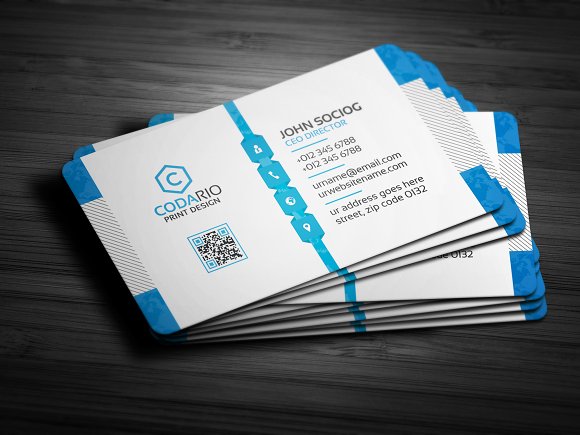 C
CODARIO
PRINT DESIGN
JOHN SOCIOG
CEO DIRECTOR
+012 345 6788
+012 345 6788
urname@email.com
urwebsitename.com
ur address goes here
street, zip code 0132
code 0132